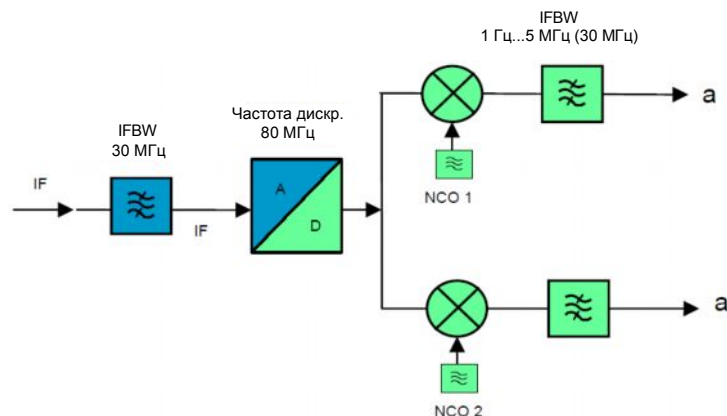 IFBW
1 Гц...5 МГц (30 МГц)
a
Частота дискр.
80 МГц
IFBW
30 МГц
A
IF
NCO 1
D
IF
a
NCO 2